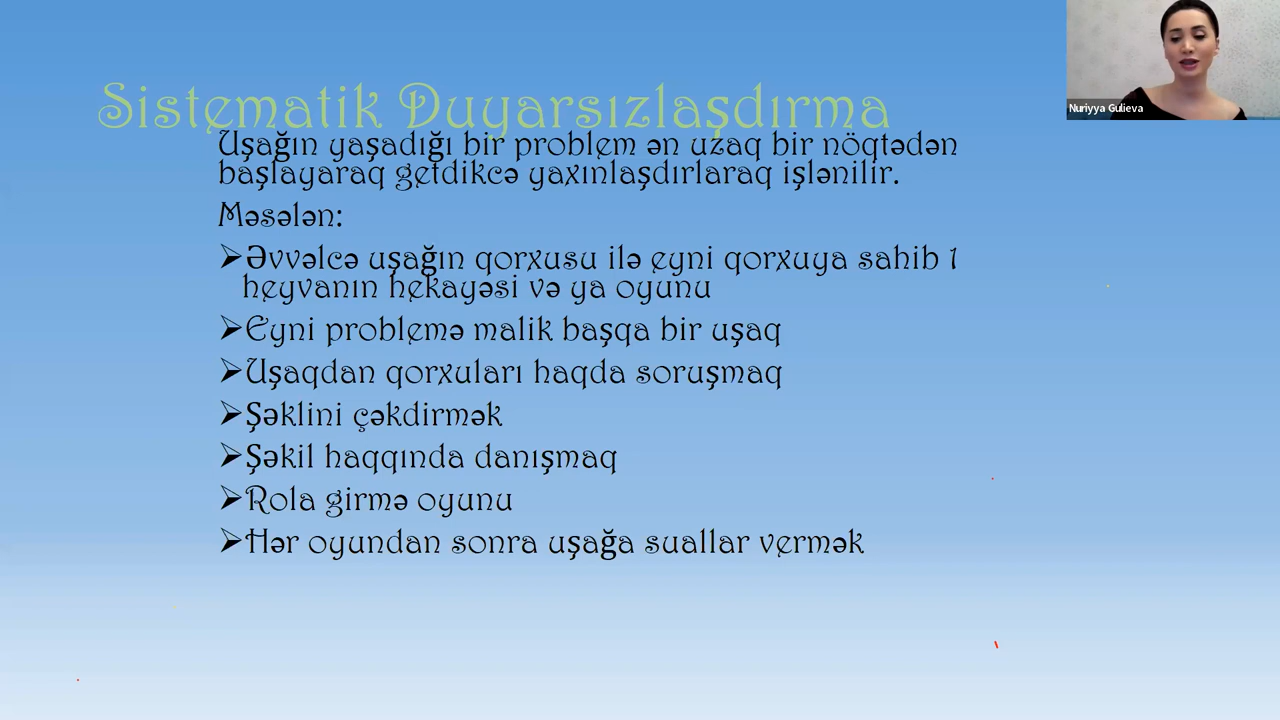 Sistematik Duyarsızlaşdırma
Uşağın yaşadığı bir problem ən uzaq bir nöqtədən
başlayaraq getdikcə yaxınlaşdırlaraq işlənilir.
Məsələn:
➢Əvvəlcə uşağın qorxusu ilə eyni qorxuya sahib 1
heyvanın hekayəsi və ya oyunu
➢Eyni problemə malik başqa bir uşaq
➢Uşaqdan qorxuları haqda soruşmaq
➢Şəklini çəkdirmək
➢Şəkil haqqında danışmaq
➢Rola girmə oyunu
➢Hər oyundan sonra uşağa suallar vermək
Nuriyya Gulieva